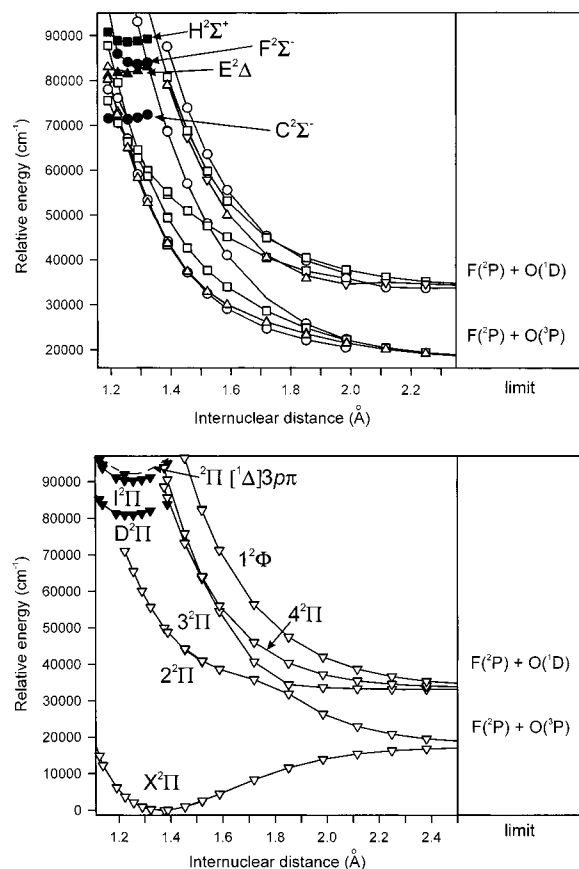 H²Σ⁺
F²Σ⁻
E²Δ
C²Σ⁻
90000
80000
70000
60000
50000
40000
30000
20000
Relative energy (cm⁻¹)
F(²P) + O(¹D)
F(²P) + O(³P)
1.2 1.4 1.6 1.8 2.0 2.2
limit
Internuclear distance (Å)
²Π [¹Δ]3pπ
I²Π
D²Π
1²Φ
3²Π
4²Π
2²Π
X²Π
90000
80000
70000
60000
50000
40000
30000
20000
10000
0
Relative energy (cm⁻¹)
F(²P) + O(¹D)
F(²P) + O(³P)
1.2 1.4 1.6 1.8 2.0 2.2 2.4
limit
Internuclear distance (Å)